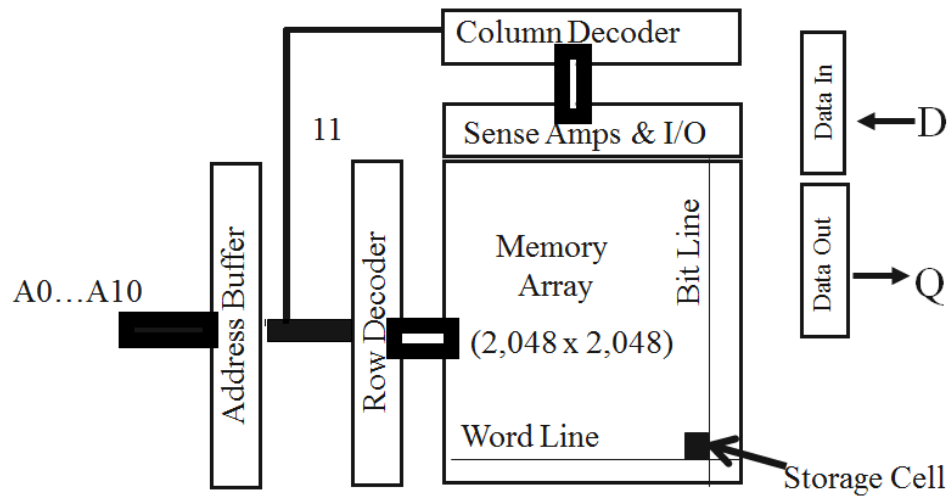 Column Decoder
11
Sense Amps & I/O
Data In
D
A0…A10
Address Buffer
Row Decoder
Memory
Array
(2,048 x 2,048)
Bit Line
Data Out
Q
Word Line
Storage Cell